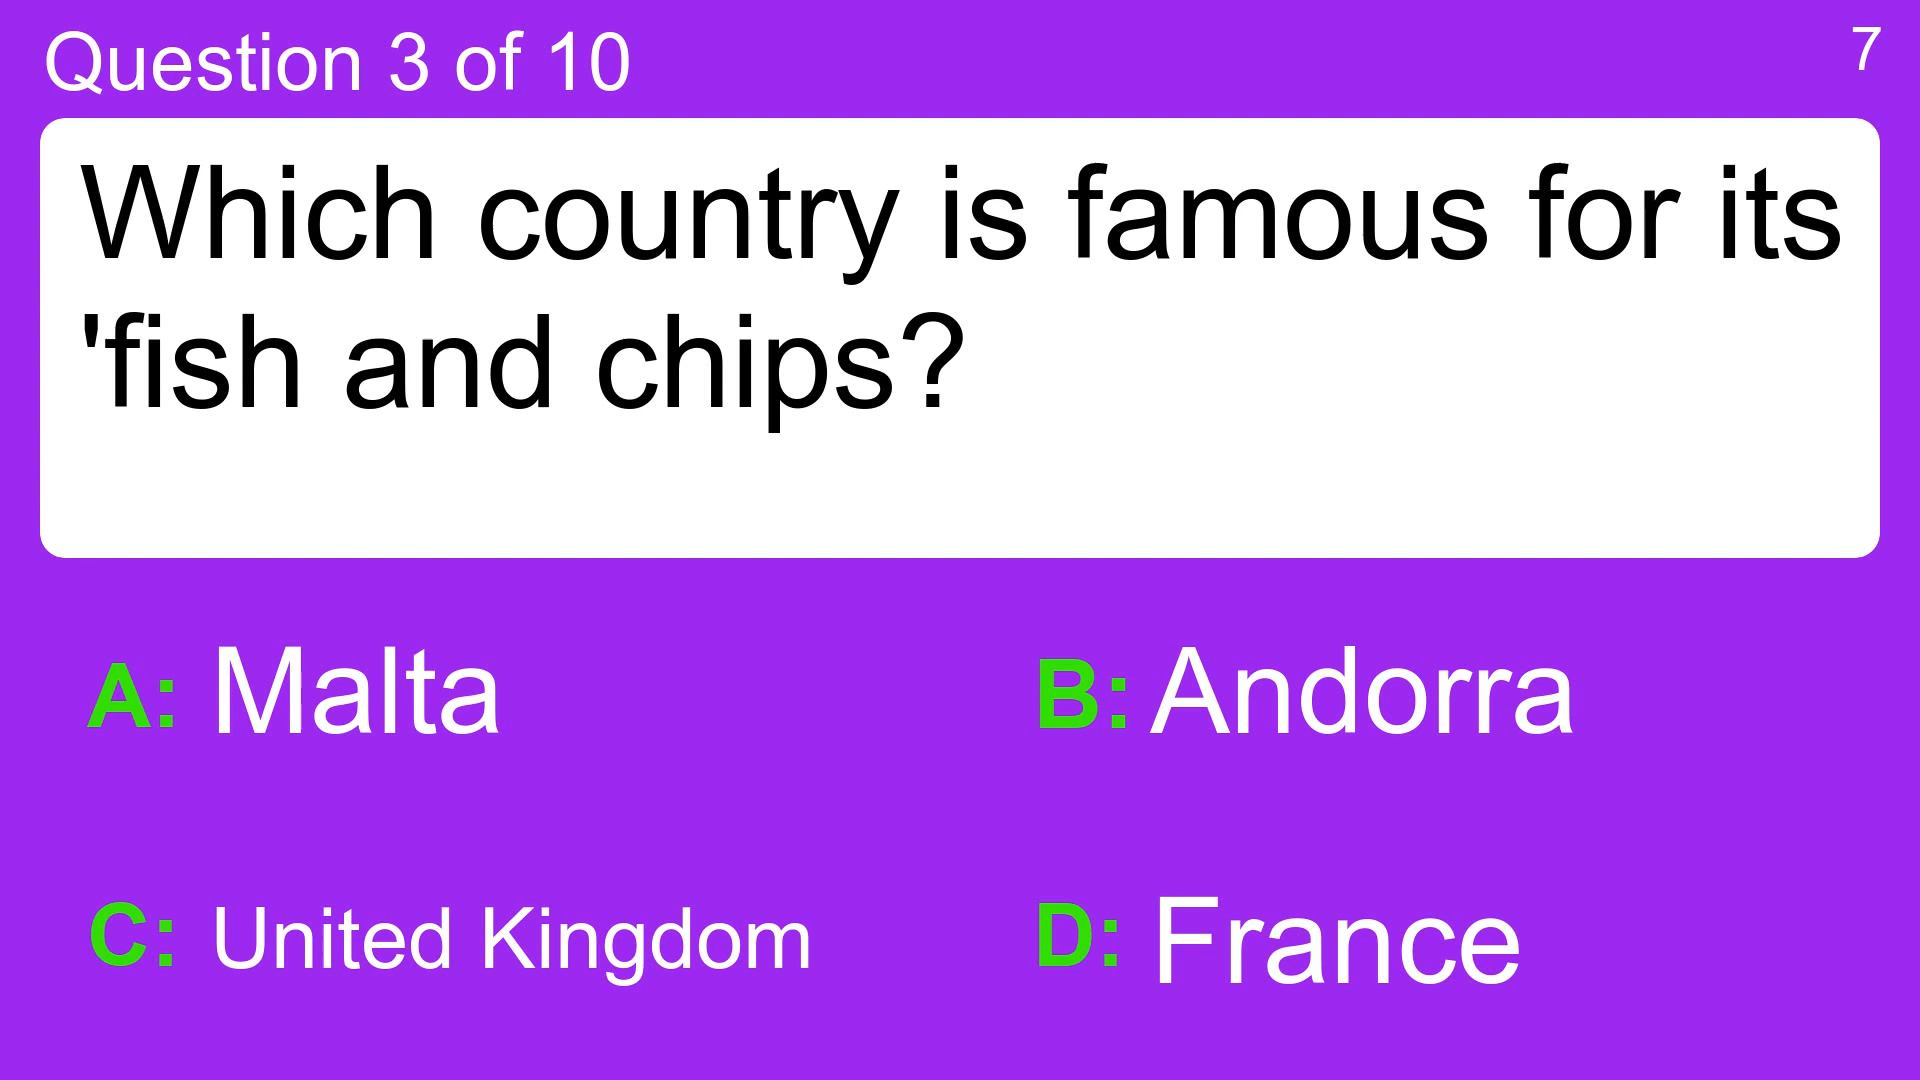 Question 3 of 10
7
Which country is famous for its
'fish and chips?
A: Malta
B: Andorra
C: United Kingdom
D: France